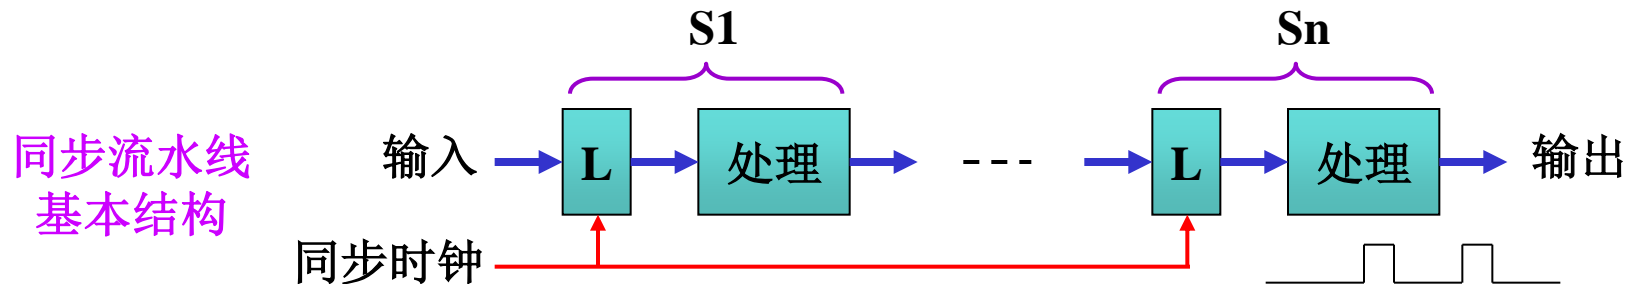 S1
Sn
同步流水线
基本结构
输入
L
处理
---
L
处理
输出
同步时钟